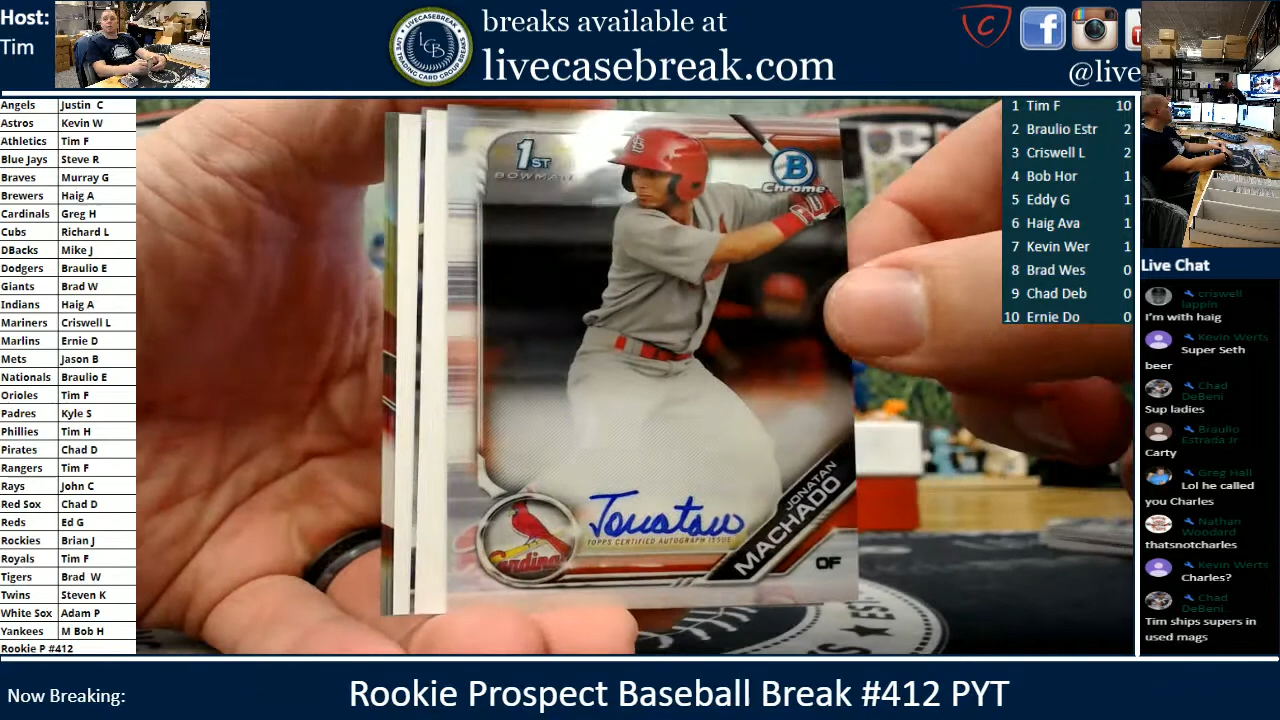 Host:
Tim
LIVECASEBREAK
LCB
LIVE TRADING CARD GROUP BREAKS
breaks available at
livecasebreak.com
@live
Angels Justin C
Astros Kevin W
Athletics Tim F
Blue Jays Steve R
Braves Murray G
Brewers Haig A
Cardinals Greg H
Cubs Richard L
DBacks Mike J
Dodgers Braulio E
Giants Brad W
Indians Haig A
Mariners Criswell L
Marlins Ernie D
Mets Jason B
Nationals Braulio E
Orioles Tim F
Padres Kyle S
Phillies Tim H
Pirates Chad D
Rangers Tim F
Rays John C
Red Sox Chad D
Reds Ed G
Rockies Brian J
Royals Tim F
Tigers Brad W
Twins Steven K
White Sox Adam P
Yankees M Bob H
Rookie P #412
1ST
BOWMAN
B
Chrome
Jonatan
TOPPS CERTIFIED AUTOGRAPH ISSUE
Cardinals
JONATAN
MACHADO
OF
1 Tim F 10
2 Braulio Estr 2
3 Criswell L 2
4 Bob Hor 1
5 Eddy G 1
6 Haig Ava 1
7 Kevin Wer 1
8 Brad Wes 0
9 Chad Deb 0
10 Ernie Do 0
Live Chat
criswell
lappin
I'm with haig
Kevin Werts
Super Seth
beer
Chad
DeBeni
Sup ladies
Braulio
Estrada Jr
Carty
Greg Hall
Lol he called
you Charles
Nathan
Woodard
thatsnotcharles
Kevin Werts
Charles?
Chad
DeBeni
Tim ships supers in
used mags
Now Breaking:
Rookie Prospect Baseball Break #412 PYT